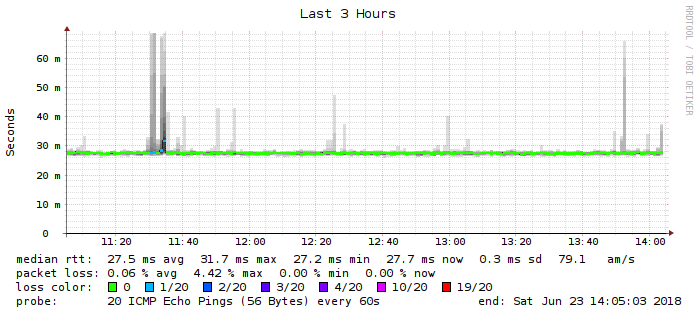 Last 3 Hours
RRDTOOL / TOBI OETIKER
Seconds
60 m
50 m
40 m
30 m
20 m
10 m
0
11:20 11:40 12:00 12:20 12:40 13:00 13:20 13:40 14:00
median rtt: 27.5 ms avg 31.7 ms max 27.2 ms min 27.7 ms now 0.3 ms sd 79.1 am/s
packet loss: 0.06 % avg 4.42 % max 0.00 % min 0.00 % now
loss color: 0 1/20 2/20 3/20 4/20 10/20 19/20
probe: 20 ICMP Echo Pings (56 Bytes) every 60s end: Sat Jun 23 14:05:03 2018